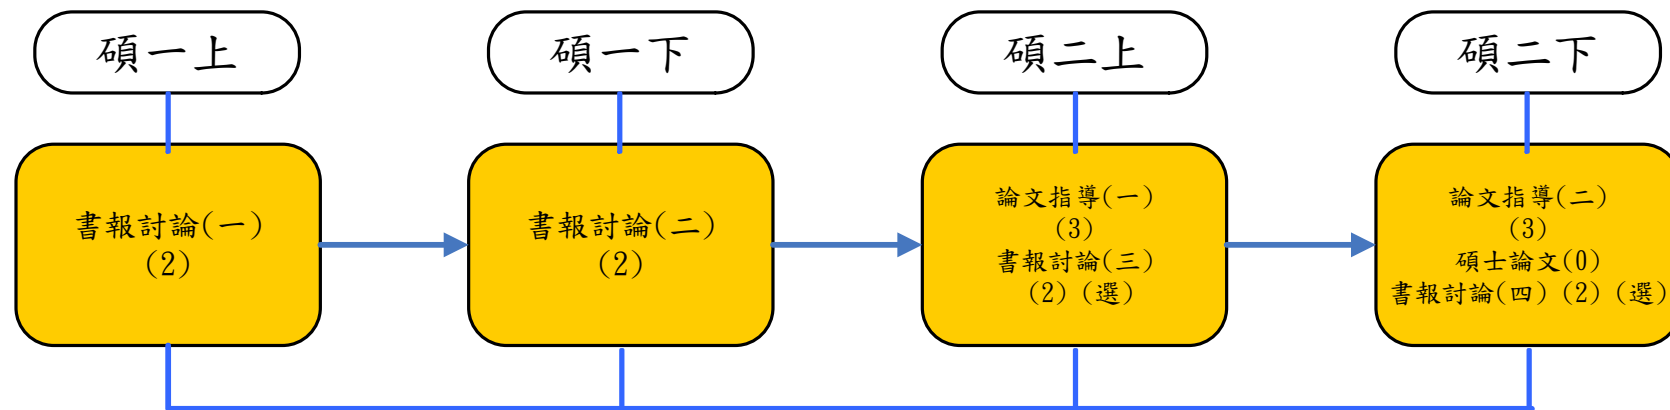 碩一上
碩一下
碩二上
碩二下
書報討論(一)
(2)
書報討論(二)
(2)
論文指導(一)
(3)
書報討論(三)
(2)(選)
論文指導(二)
(3)
碩士論文(0)
書報討論(四)(2)(選)